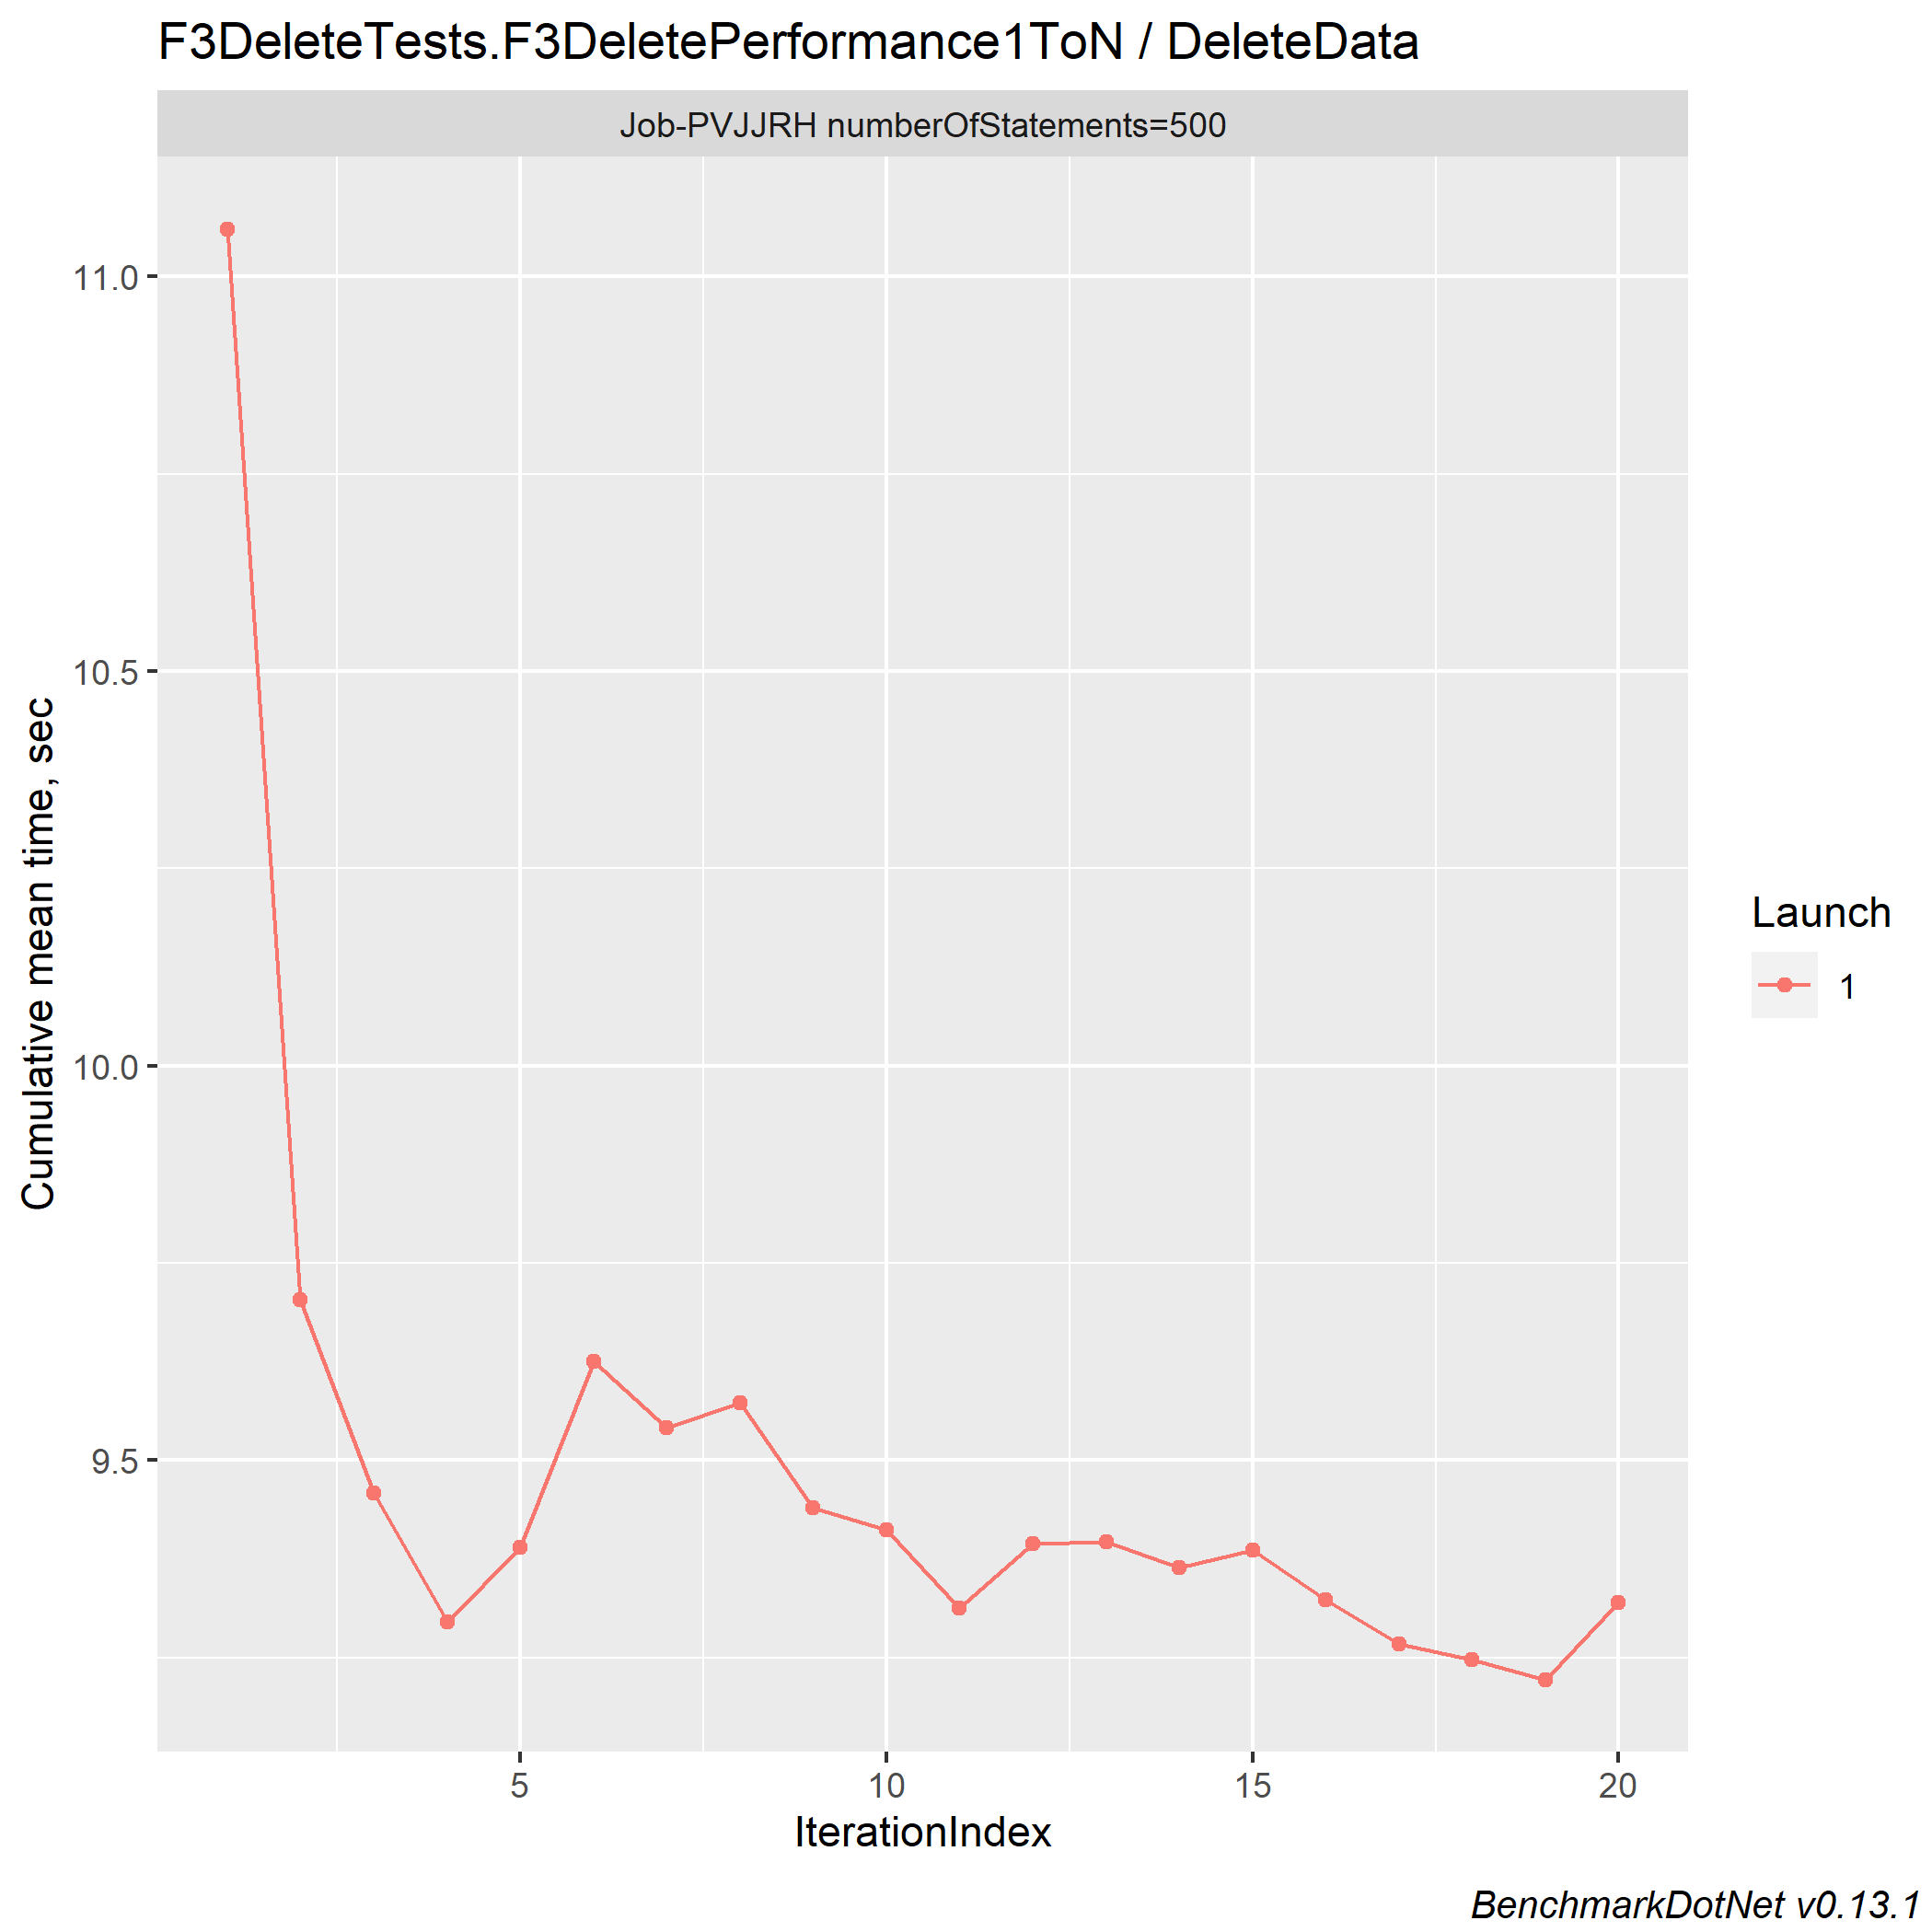 F3DeleteTests.F3DeletePerformance1ToN / DeleteData
Job-PVJJRH numberOfStatements=500
Cumulative mean time, sec
11.0
10.5
10.0
9.5
5
10
15
20
IterationIndex
Launch
1
BenchmarkDotNet v0.13.1